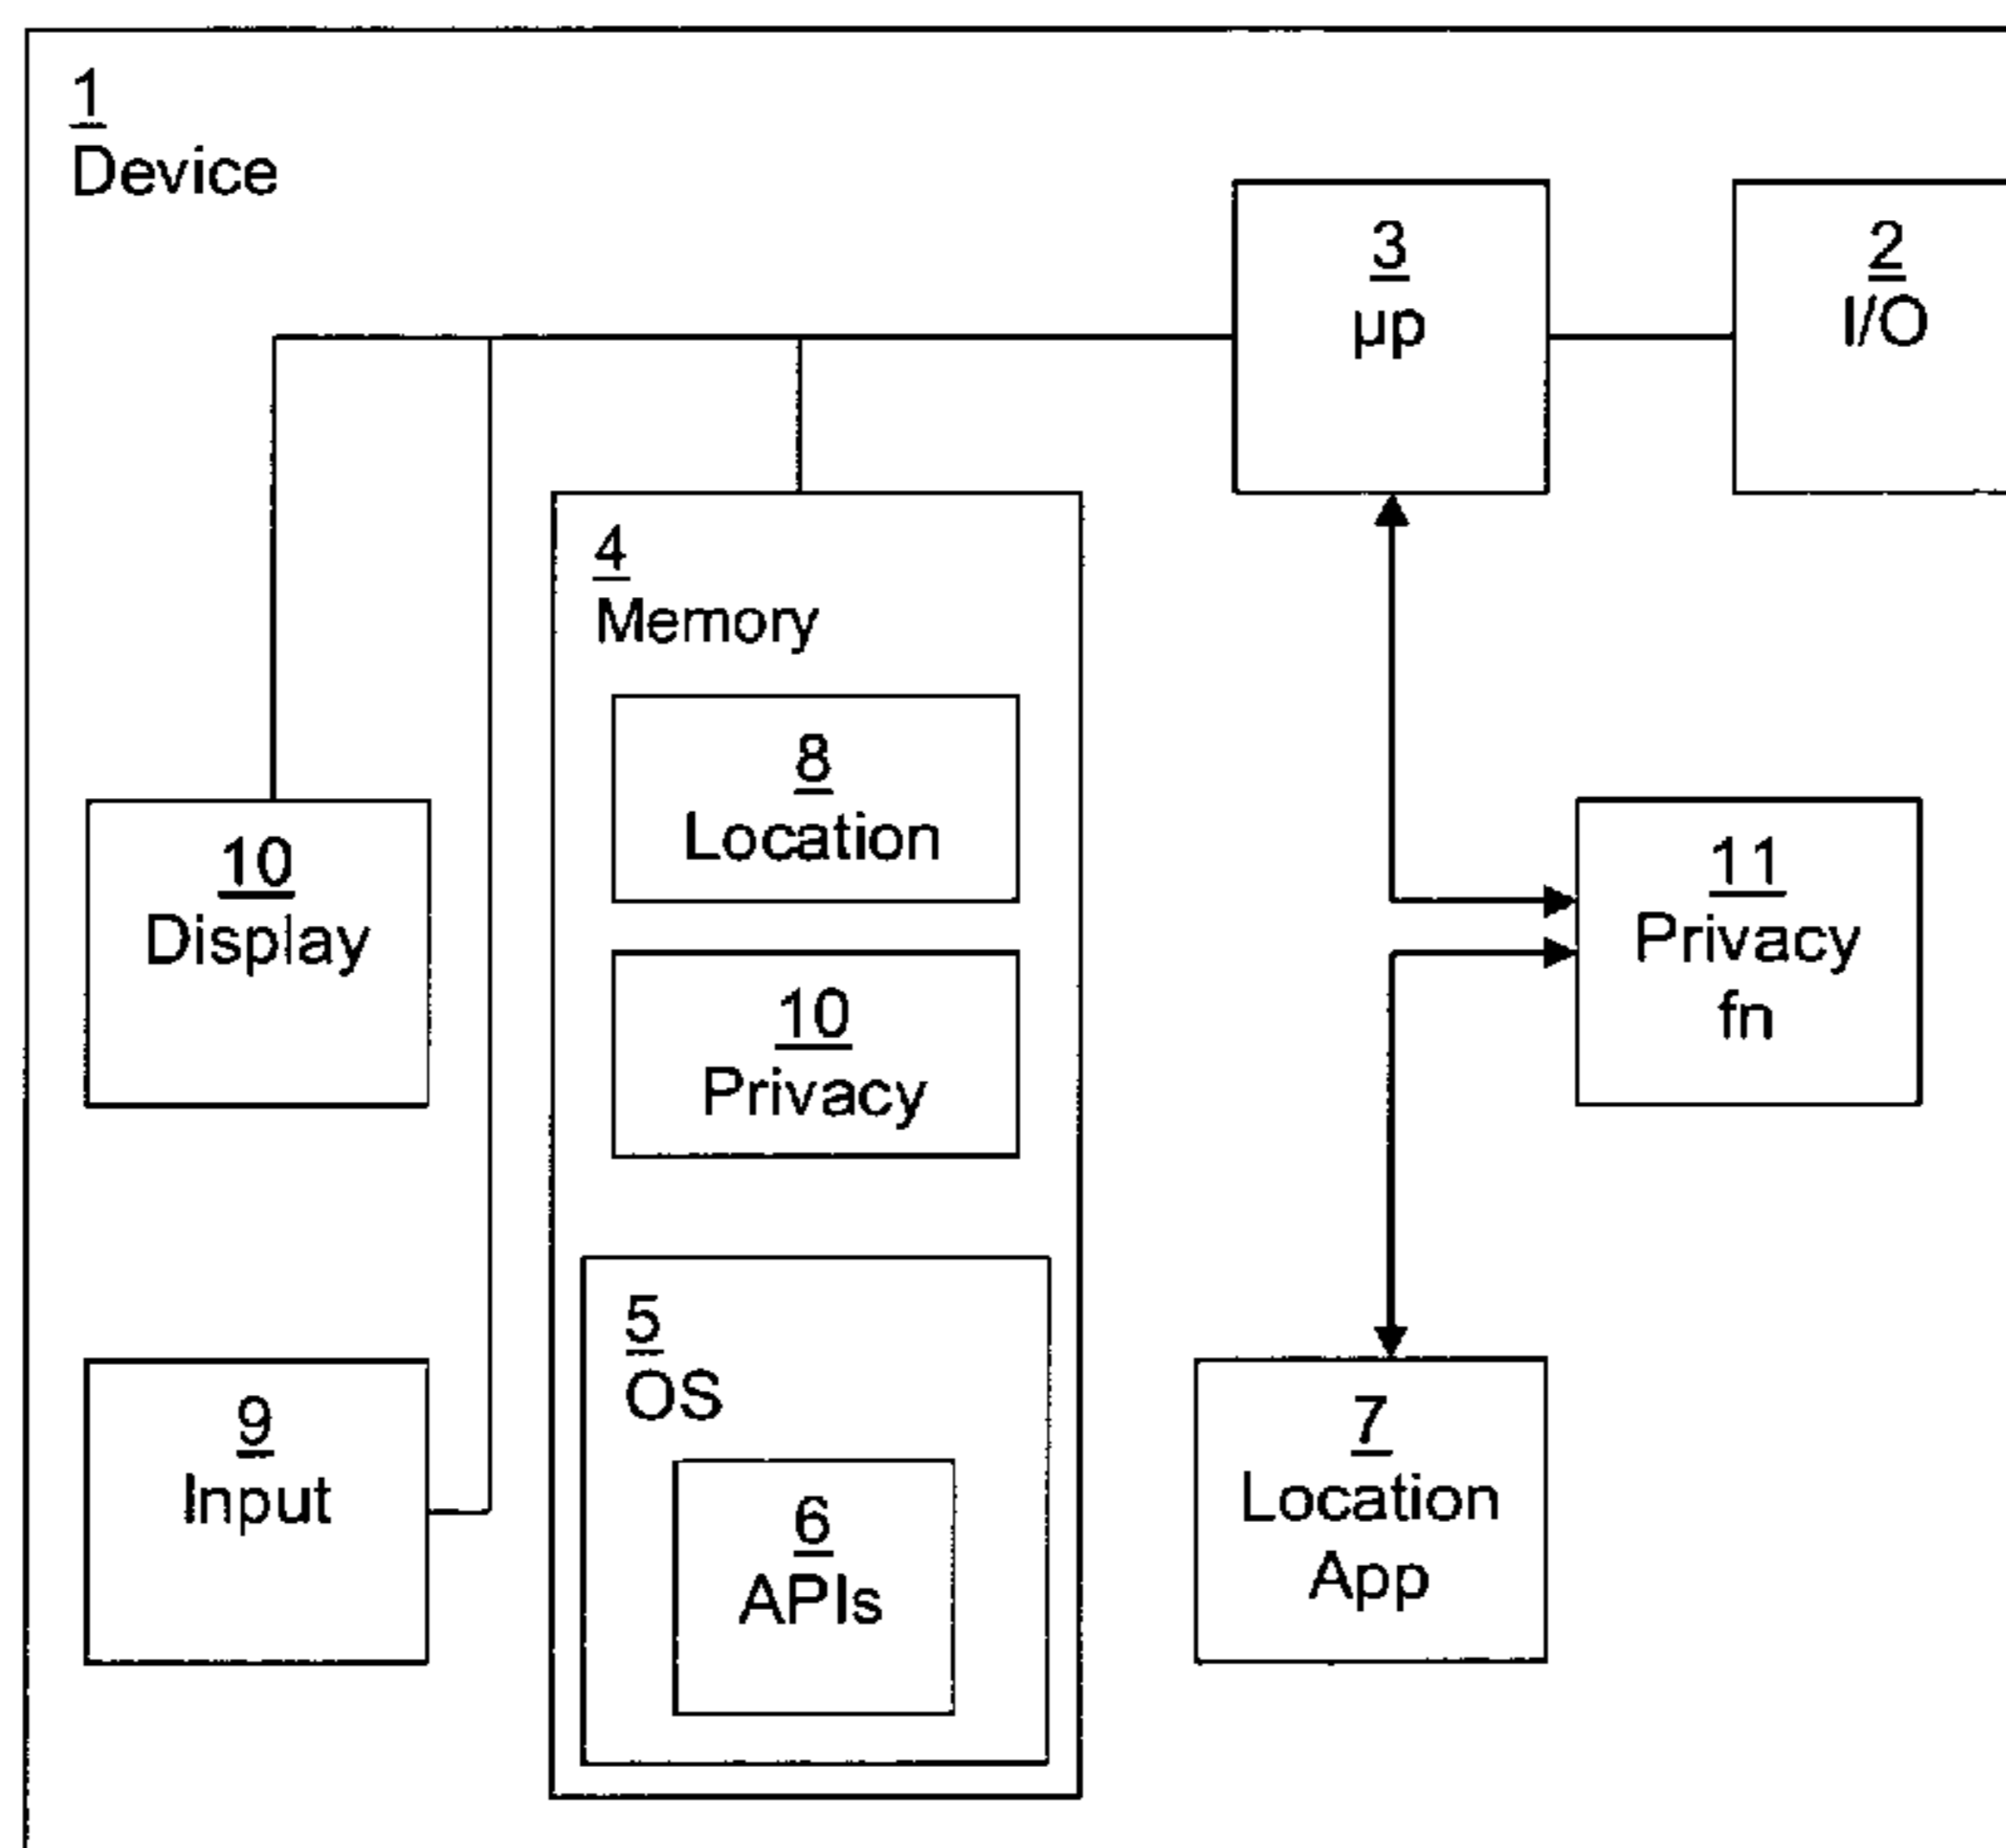 1
Device
3
µp
2
I/O
4
Memory
8
Location
10
Display
11
Privacy
fn
10
Privacy
5
OS
9
Input
7
Location
App
6
APIs